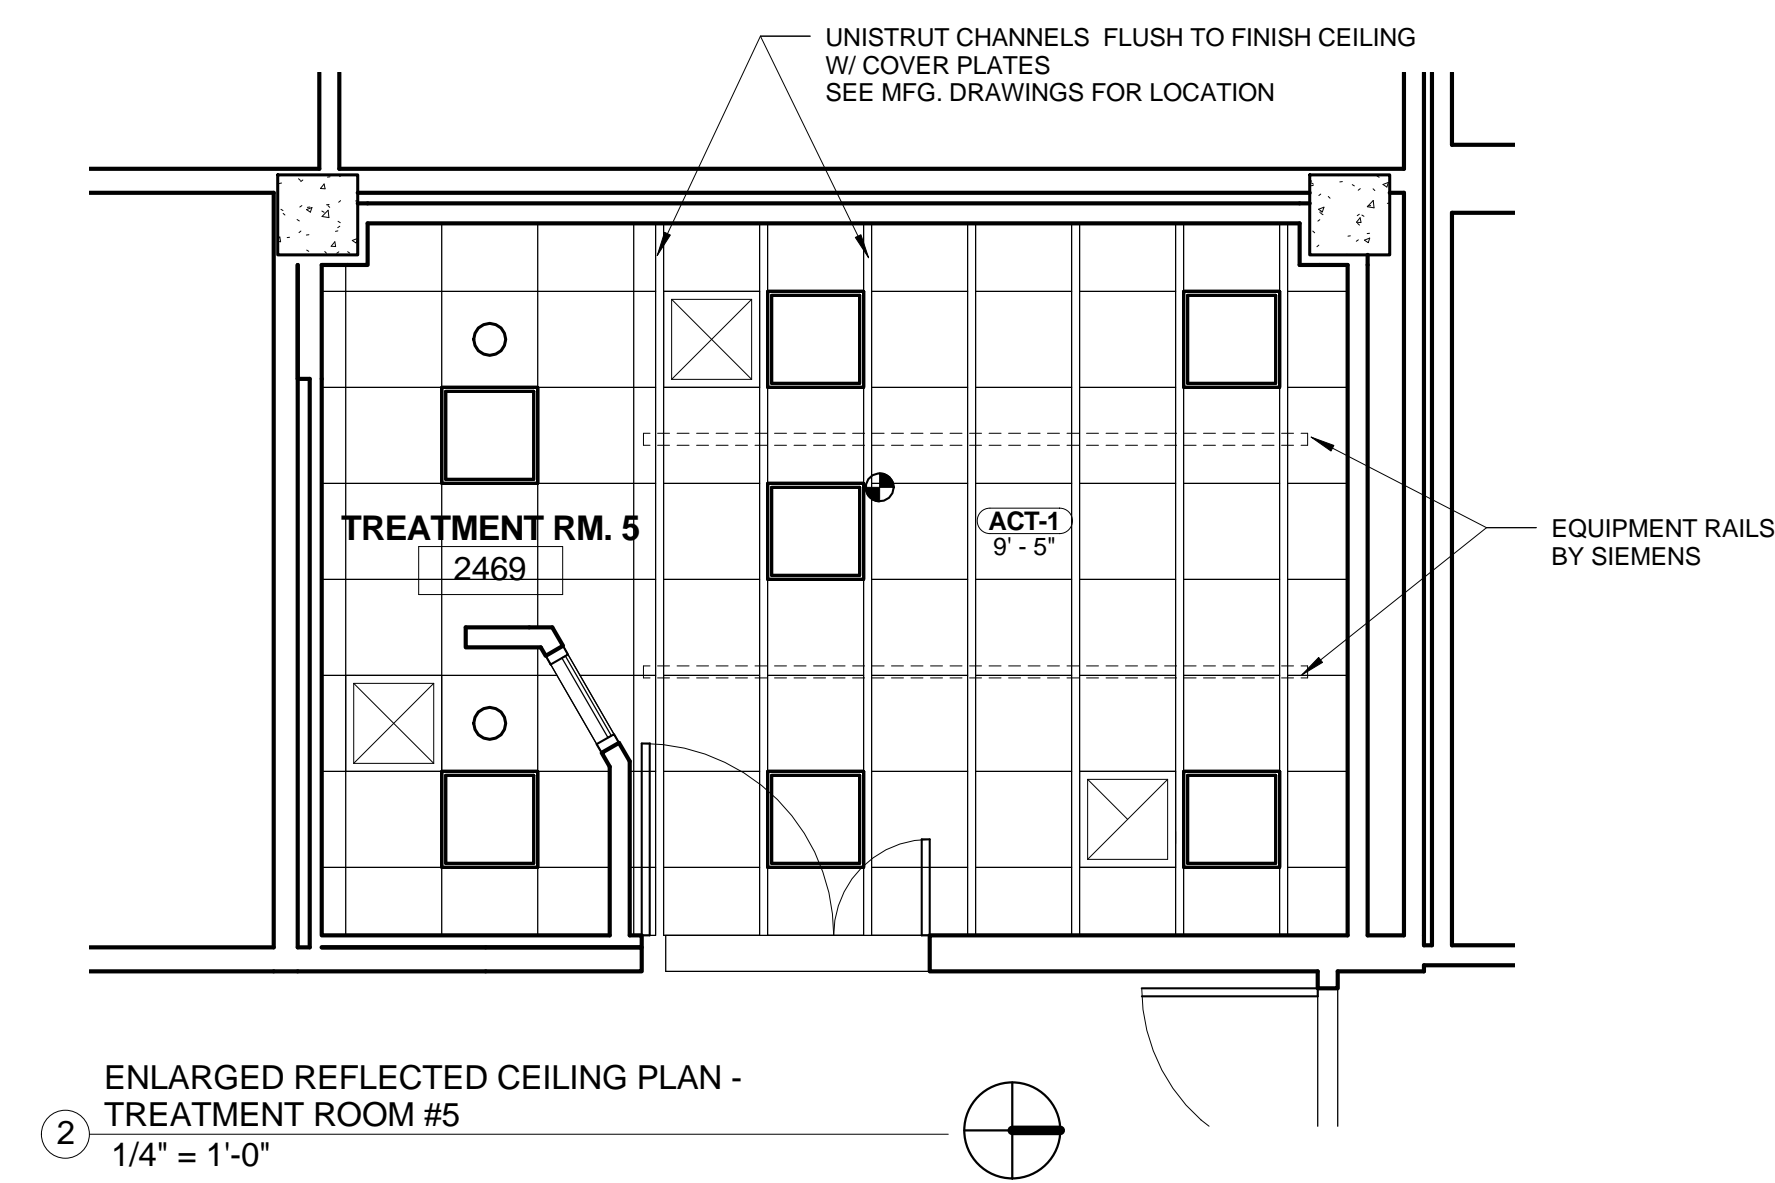 UNISTRUT CHANNELS FLUSH TO FINISH CEILING
W/ COVER PLATES
SEE MFG. DRAWINGS FOR LOCATION
TREATMENT RM. 5
2469
ACT-1
9' - 5"
EQUIPMENT RAILS
BY SIEMENS
ENLARGED REFLECTED CEILING PLAN -
TREATMENT ROOM #5
2
1/4" = 1'-0"